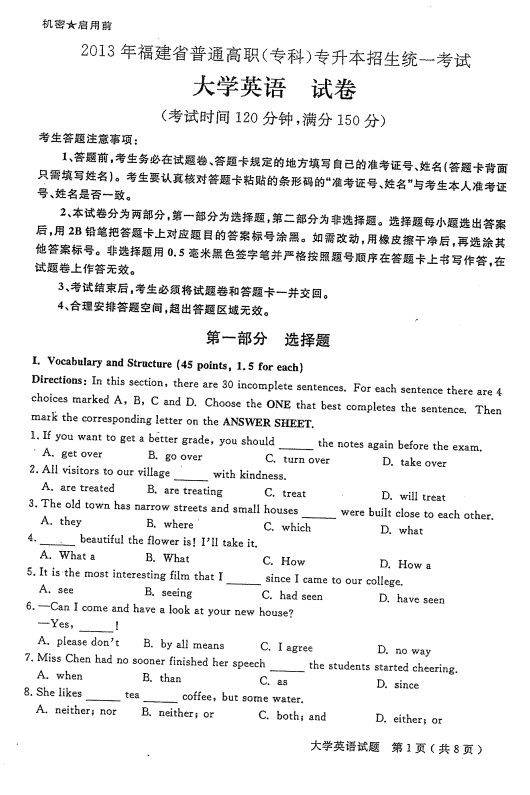 机密★启用前
2013年福建省普通高职(专科)专升本招生统一考试
大学英语 试卷
(考试时间120分钟,满分150分)
考生答题注意事项:
1、答题前,考生务必在试题卷、答题卡规定的地方填写自己的准考证号、姓名(答题卡背面
只需填写姓名)。考生要认真核对答题卡粘贴的条形码的“准考证号、姓名”与考生本人准考证
号、姓名是否一致。
2、本试卷分为两部分,第一部分为选择题,第二部分为非选择题。选择题每小题选出答案
后,用2B铅笔把答题卡上对应题目的答案标号涂黑。如需改动,用橡皮擦干净后,再选涂其
他答案标号。非选择题用0.5毫米黑色签字笔并严格按照题号顺序在答题卡上书写作答,在
试题卷上作答无效。
3、考试结束后,考生必须将试题卷和答题卡一并交回。
4、合理安排答题空间,超出答题区域无效。
第一部分 选择题
I. Vocabulary and Structure (45 points, 1.5 for each)
Directions: In this section, there are 30 incomplete sentences. For each sentence there are 4
choices marked A, B, C and D. Choose the ONE that best completes the sentence. Then
mark the corresponding letter on the ANSWER SHEET.
1. If you want to get a better grade, you should ______ the notes again before the exam.
A. get over B. go over C. turn over D. take over
2. All visitors to our village ______ with kindness.
A. are treated B. are treating C. treat D. will treat
3. The old town has narrow streets and small houses ______ were built close to each other.
A. they B. where C. which D. what
4. ______ beautiful the flower is! I'll take it.
A. What a B. What C. How D. How a
5. It is the most interesting film that I ______ since I came to our college.
A. see B. seeing C. had seen D. have seen
6. —Can I come and have a look at your new house?
—Yes, ______!
A. please don't B. by all means C. I agree D. no way
7. Miss Chen had no sooner finished her speech ______ the students started cheering.
A. when B. than C. as D. since
8. She likes ______ tea ______ coffee, but some water.
A. neither; nor B. neither; or C. both; and D. either; or
大学英语试题 第1页(共8页)